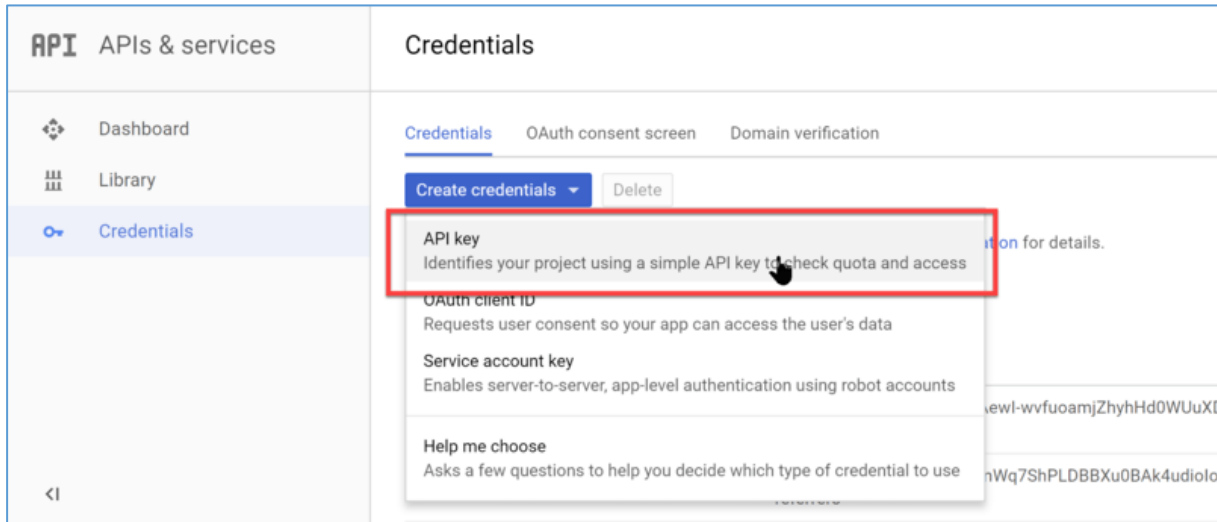 API APIs & services
Credentials
Dashboard
Library
Credentials
Credentials OAuth consent screen Domain verification
Create credentials Delete
API key
Identifies your project using a simple API key to check quota and access
for details.
OAuth client ID
Requests user consent so your app can access the user's data
Service account key
Enables server-to-server, app-level authentication using robot accounts
Help me choose
Asks a few questions to help you decide which type of credential to use